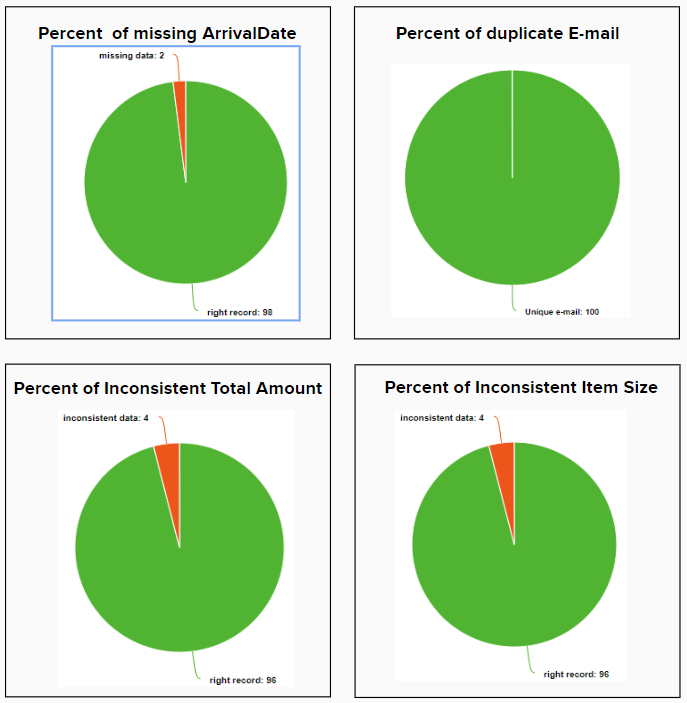 Percent of missing ArrivalDate
missing data: 2
right record: 98
Percent of duplicate E-mail
Unique e-mail: 100
Percent of Inconsistent Total Amount
inconsistent data: 4
right record: 96
Percent of Inconsistent Item Size
inconsistent data: 4
right record: 96